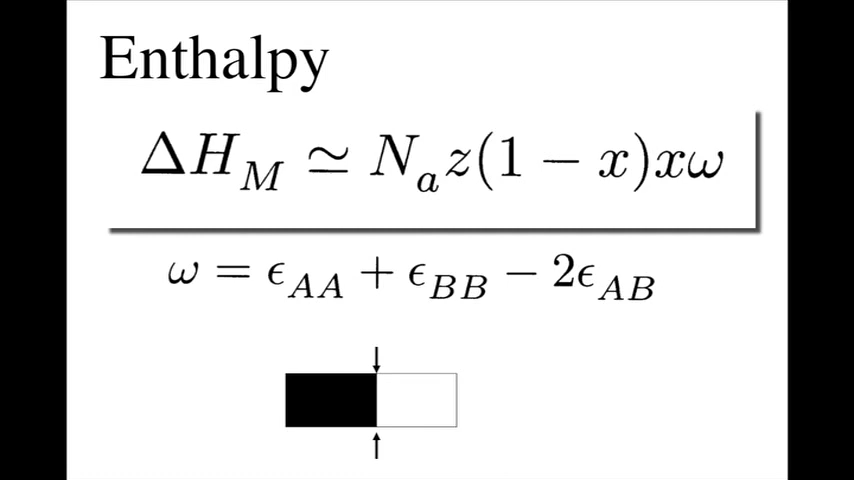 Enthalpy
ΔH_M ≃ N_a z(1 − x)xω
ω = ϵ_AA + ϵ_BB − 2ϵ_AB